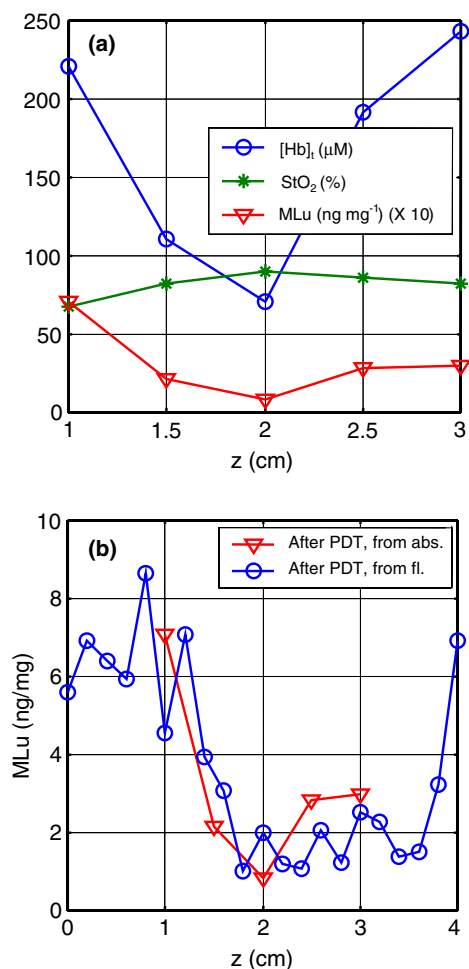 (a)
250
200
150
100
50
0
[Hb]t (μM)
StO2 (%)
MLu (ng mg-1) (X 10)
1 1.5 2 2.5 3
z (cm)
(b)
10
8
6
4
2
0
MLu (ng/mg)
After PDT, from abs.
After PDT, from fl.
0 1 2 3 4
z (cm)